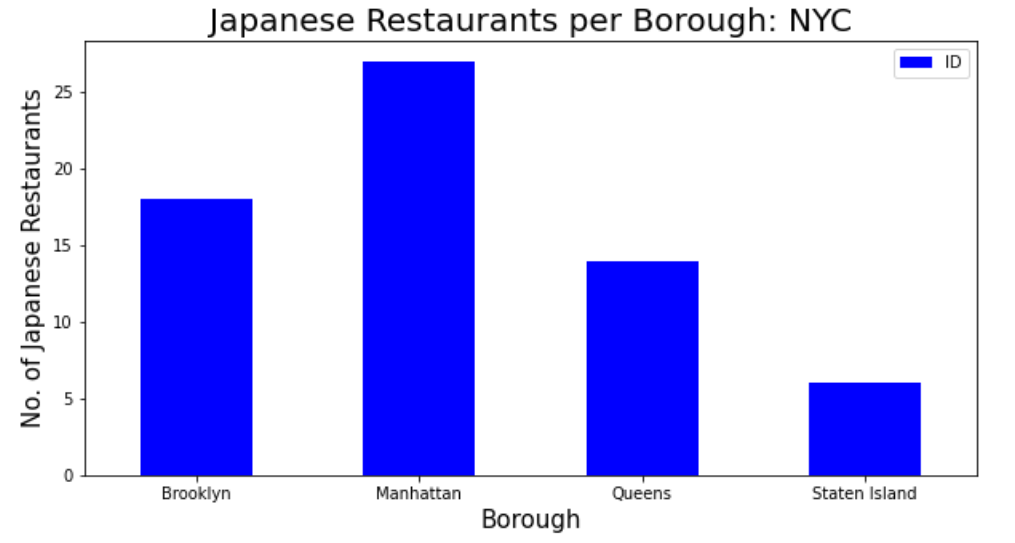 Japanese Restaurants per Borough: NYC
ID
No. of Japanese Restaurants
25
20
15
10
5
0
Brooklyn Manhattan Queens Staten Island
Borough